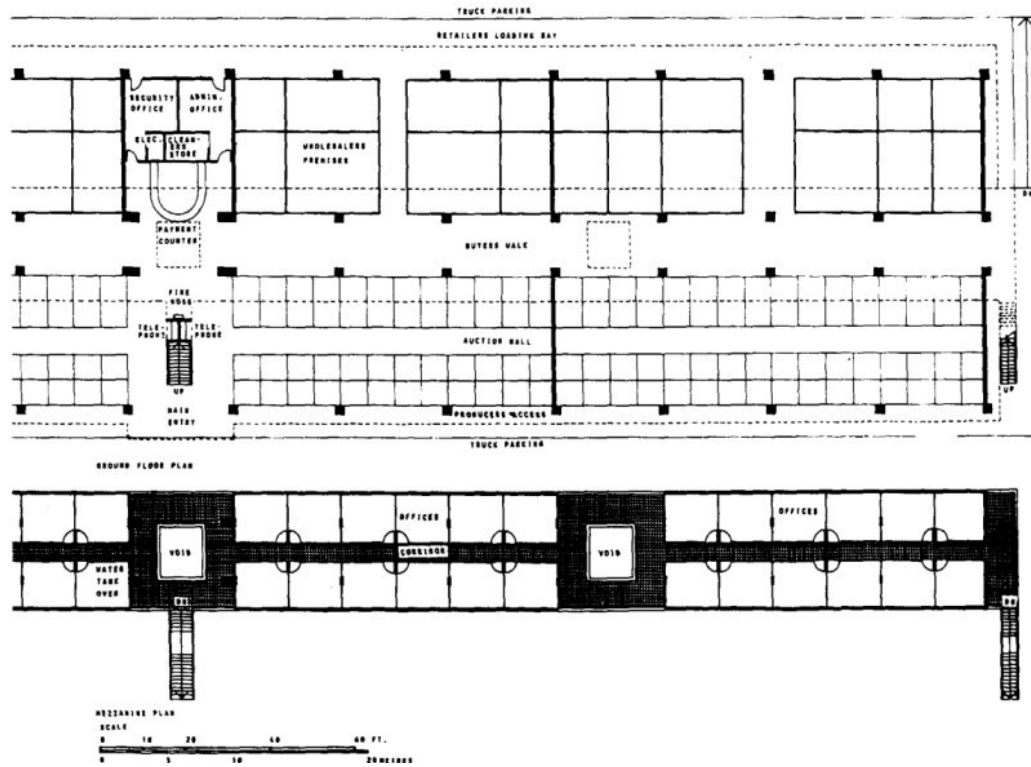 TRUCK PARKING
RETAILERS LOADING BAY
SECURITY
OFFICE
ADMIN.
OFFICE
ELEC.
CLEAN-
ERS
STORE
WHOLESALERS
PREMISES
PAYMENT
COUNTER
BUYERS WALK
FIRE
HOSE
TELE-
PHONE
TELE-
PHONE
AUCTION HALL
UP
UP
MAIN
ENTRY
PRODUCERS ACCESS
TRUCK PARKING
GROUND FLOOR PLAN
OFFICES
OFFICES
VOID
CORRIDOR
VOID
WATER
TANK
OVER
DN
DN
MEZZANINE PLAN
SCALE
0 10 20 40 60 FT.
0 5 10 20 METRES